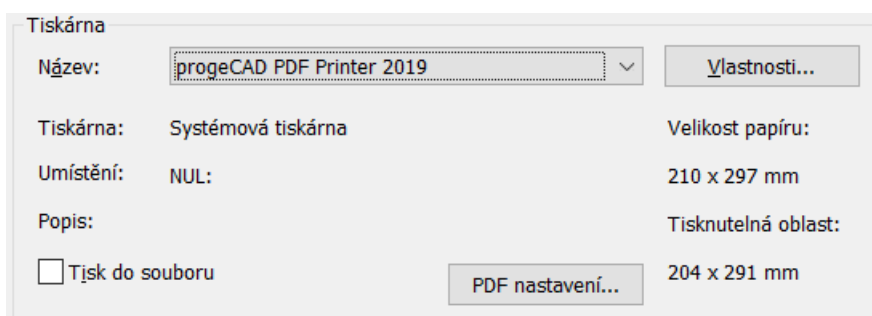 Tiskárna
Název: progeCAD PDF Printer 2019 Vlastnosti...
Tiskárna: Systémová tiskárna Velikost papíru:
Umístění: NUL: 210 x 297 mm
Popis: Tisknutelná oblast:
Tisk do souboru PDF nastavení... 204 x 291 mm